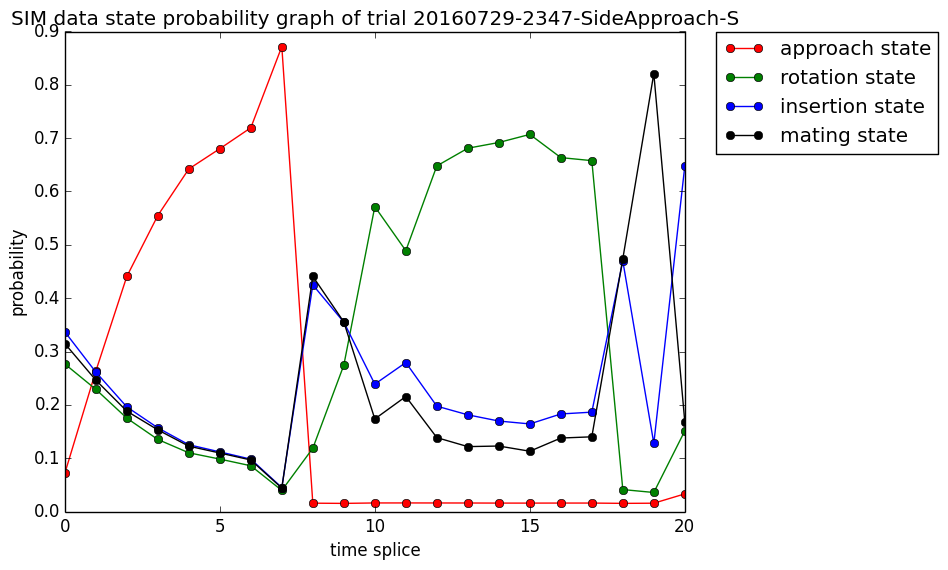 SIM data state probability graph of trial 20160729-2347-SideApproach-S
0.9
0.8
0.7
0.6
0.5
0.4
0.3
0.2
0.1
0.0
probability
0 5 10 15 20
time splice
approach state
rotation state
insertion state
mating state